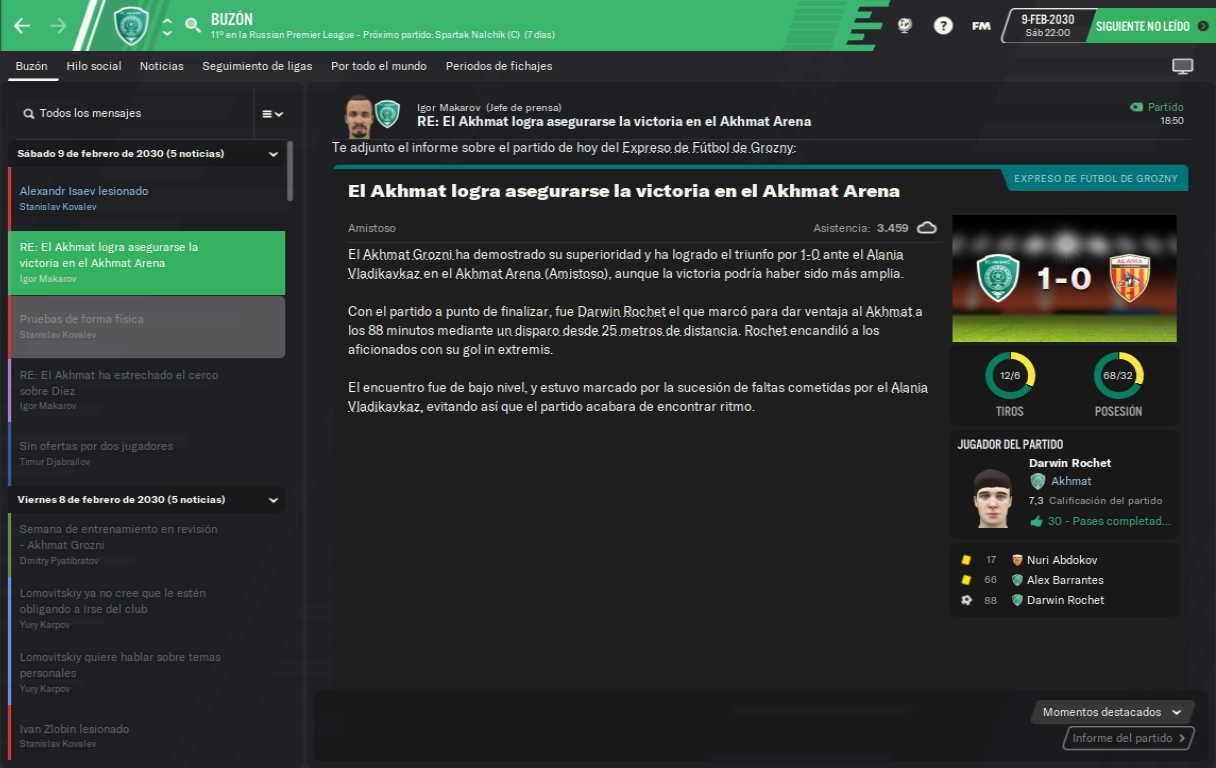 BUZÓN
11º en la Russian Premier League - Próximo partido: Spartak Nalchik (C) (7 días)
FM
9-FEB-2030
Sáb 22:00
SIGUIENTE NO LEÍDO
Buzón Hilo social Noticias Seguimiento de ligas Por todo el mundo Periodos de fichajes
Todos los mensajes
Sábado 9 de febrero de 2030 (5 noticias)
Alexandr Isaev lesionado
Stanislav Kovalev
RE: El Akhmat logra asegurarse la
victoria en el Akhmat Arena
Igor Makarov
Pruebas de forma física
Stanislav Kovalev
RE: El Akhmat ha estrechado el cerco
sobre Díez
Igor Makarov
Sin ofertas por dos jugadores
Timur Djabrailov
Viernes 8 de febrero de 2030 (5 noticias)
Semana de entrenamiento en revisión
- Akhmat Grozni
Dmitry Pyatibratov
Lomovitskiy ya no cree que le estén
obligando a irse del club
Yury Karpov
Lomovitskiy quiere hablar sobre temas
personales
Yury Karpov
Ivan Zlobin lesionado
Stanislav Kovalev
Igor Makarov (Jefe de prensa)
RE: El Akhmat logra asegurarse la victoria en el Akhmat Arena
Partido
18:50
Te adjunto el informe sobre el partido de hoy del Expreso de Fútbol de Grozny:
EXPRESO DE FÚTBOL DE GROZNY
El Akhmat logra asegurarse la victoria en el Akhmat Arena
Amistoso
Asistencia: 3.459
El Akhmat Grozni ha demostrado su superioridad y ha logrado el triunfo por 1-0 ante el Alania
Vladikavkaz en el Akhmat Arena (Amistoso), aunque la victoria podría haber sido más amplia.
Con el partido a punto de finalizar, fue Darwin Rochet el que marcó para dar ventaja al Akhmat a
los 88 minutos mediante un disparo desde 25 metros de distancia. Rochet encandiló a los
aficionados con su gol in extremis.
El encuentro fue de bajo nivel, y estuvo marcado por la sucesión de faltas cometidas por el Alania
Vladikavkaz, evitando así que el partido acabara de encontrar ritmo.
1-0
ALANIA
12/6
68/32
TIROS
POSESIÓN
JUGADOR DEL PARTIDO
Darwin Rochet
Akhmat
7,3 Calificación del partido
30 - Pases completad...
17 Nuri Abdokov
66 Alex Barrantes
88 Darwin Rochet
Momentos destacados
Informe del partido